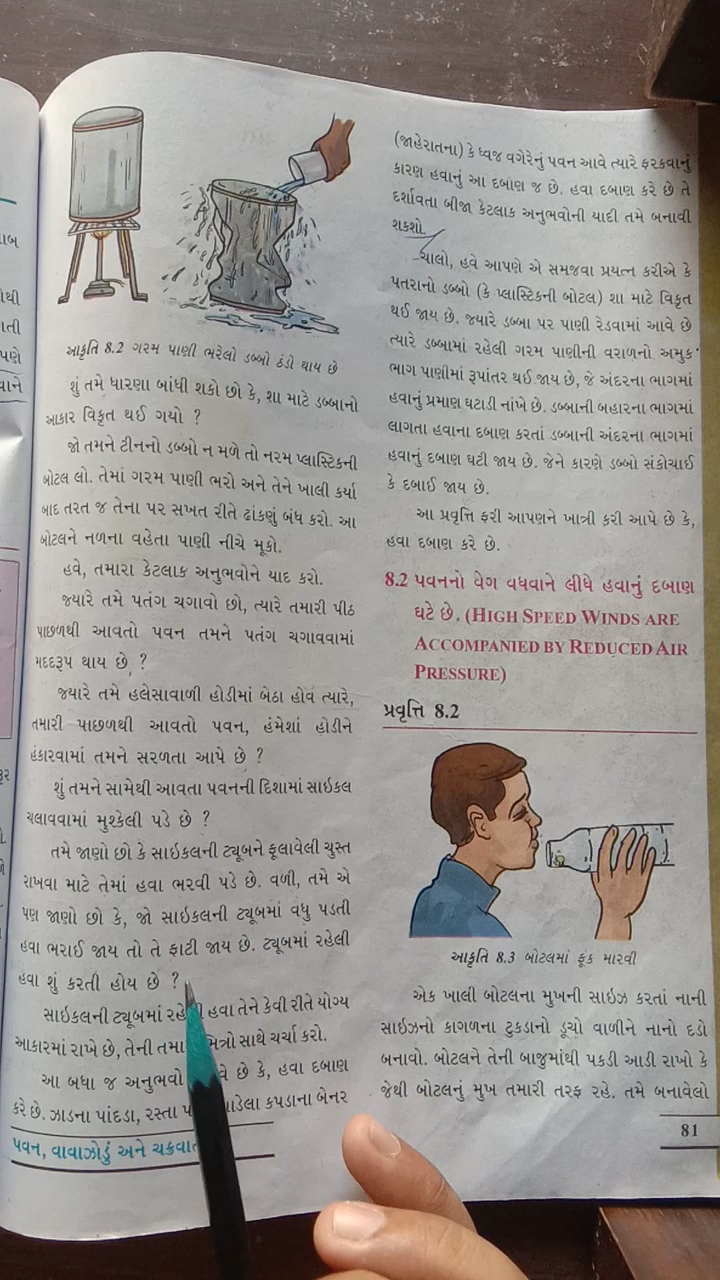 આકૃતિ 8.2 ગરમ પાણી ભરેલો ડબ્બો ઠંડો થાય છે
શું તમે ધારણા બાંધી શકો છો કે, શા માટે ડબ્બાનો
આકાર વિકૃત થઈ ગયો ?
જો તમને ટીનનો ડબ્બો ન મળે તો નરમ પ્લાસ્ટિકની
બોટલ લો. તેમાં ગરમ પાણી ભરો અને તેને ખાલી કર્યા
બાદ તરત જ તેના પર સખત રીતે ઢાંકણું બંધ કરો. આ
બોટલને નળના વહેતા પાણી નીચે મૂકો.
હવે, તમારા કેટલાક અનુભવોને યાદ કરો.
જ્યારે તમે પતંગ ચગાવો છો, ત્યારે તમારી પીઠ
પાછળથી આવતો પવન તમને પતંગ ચગાવવામાં
મદદરૂપ થાય છે ?
જ્યારે તમે હલેસાવાળી હોડીમાં બેઠા હોવ ત્યારે,
તમારી પાછળથી આવતો પવન, હંમેશાં હોડીને
હંકારવામાં તમને સરળતા આપે છે ?
શું તમને સામેથી આવતા પવનની દિશામાં સાઇકલ
ચલાવવામાં મુશ્કેલી પડે છે ?
તમે જાણો છો કે સાઇકલની ટ્યૂબને ફૂલાવેલી ચુસ્ત
રાખવા માટે તેમાં હવા ભરવી પડે છે. વળી, તમે એ
પણ જાણો છો કે, જો સાઇકલની ટ્યૂબમાં વધુ પડતી
હવા ભરાઈ જાય તો તે ફાટી જાય છે. ટ્યૂબમાં રહેલી
હવા શું કરતી હોય છે ?
સાઇકલની ટ્યૂબમાં હવા તેને કેવી રીતે યોગ્ય
આકારમાં રાખે છે, તેની સાથે ચર્ચા કરો.
આ બધા જ અનુભવો છે કે, હવા દબાણ
કરે છે. ઝાડના પાંદડા, રસ્તા કપડાના બેનર
પવન, વાવાઝોડું અને
(જાહેરાતના) કે ધ્વજ વગેરેનું પવન આવે ત્યારે ફરકવાનું
કારણ હવાનું આ દબાણ જ છે. હવા દબાણ કરે છે તે
દર્શાવતા બીજા કેટલાક અનુભવોની યાદી તમે બનાવી
શકશો.
ચાલો, હવે આપણે એ સમજવા પ્રયત્ન કરીએ કે
પતરાનો ડબ્બો (કે પ્લાસ્ટિકની બોટલ) શા માટે વિકૃત
થઈ જાય છે. જ્યારે ડબ્બા પર પાણી રેડવામાં આવે છે
ત્યારે ડબ્બામાં રહેલી ગરમ પાણીની વરાળનો અમુક
ભાગ પાણીમાં રૂપાંતર થઈ જાય છે, જે અંદરના ભાગમાં
હવાનું પ્રમાણ ઘટાડી નાંખે છે. ડબ્બાની બહારના ભાગમાં
લાગતા હવાના દબાણ કરતાં ડબ્બાની અંદરના ભાગમાં
હવાનું દબાણ ઘટી જાય છે. જેને કારણે ડબ્બો સંકોચાઈ
કે દબાઈ જાય છે.
આ પ્રવૃત્તિ ફરી આપણને ખાત્રી કરી આપે છે કે,
હવા દબાણ કરે છે.
8.2 પવનનો વેગ વધવાને લીધે હવાનું દબાણ
ઘટે છે. (HIGH SPEED WINDS ARE
ACCOMPANIED BY REDUCED AIR
PRESSURE)
પ્રવૃત્તિ 8.2
આકૃતિ 8.3 બોટલમાં ફૂંક મારવી
એક ખાલી બોટલના મુખની સાઇઝ કરતાં નાની
સાઇઝનો કાગળના ટુકડાનો ડૂચો વાળીને નાનો દડો
બનાવો. બોટલને તેની બાજુમાંથી પકડી આડી રાખો કે
જેથી બોટલનું મુખ તમારી તરફ રહે. તમે બનાવેલો
81